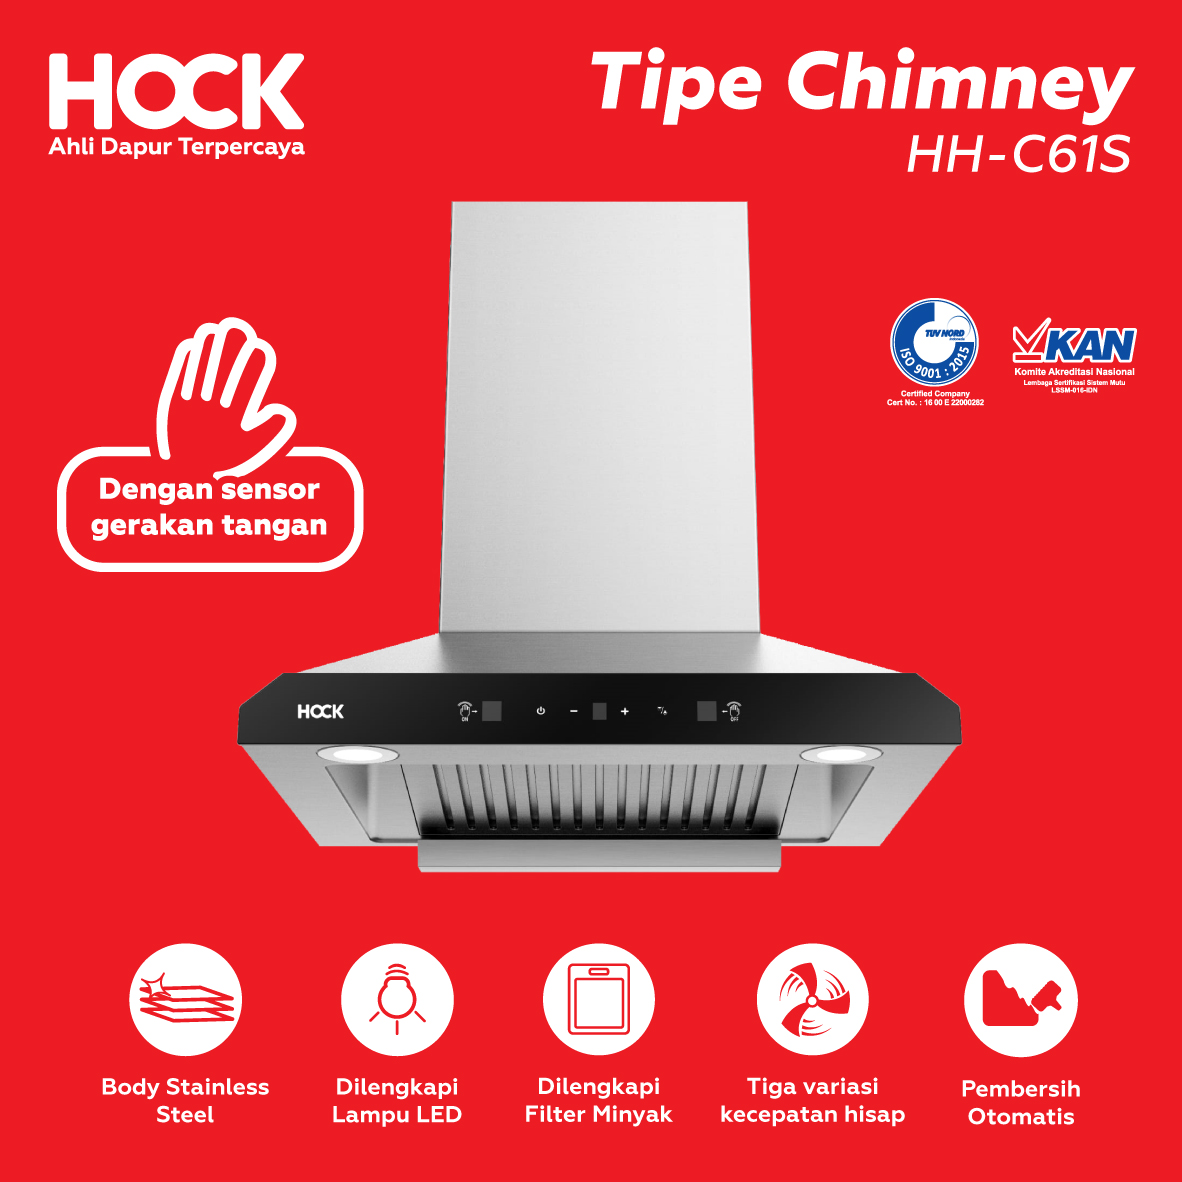 HOCK
Ahli Dapur Terpercaya
Tipe Chimney
HH-C61S
TUV NORD
Indonesia
ISO 9001 : 2015
Certified Company
Cert No. : 16 00 E 22000282
KAN
Komite Akreditasi Nasional
Lembaga Sertifikasi Sistem Mutu
LSSM-016-IDN
Dengan sensor
gerakan tangan
HOCK
ON
OFF
Body Stainless
Steel
Dilengkapi
Lampu LED
Dilengkapi
Filter Minyak
Tiga variasi
kecepatan hisap
Pembersih
Otomatis